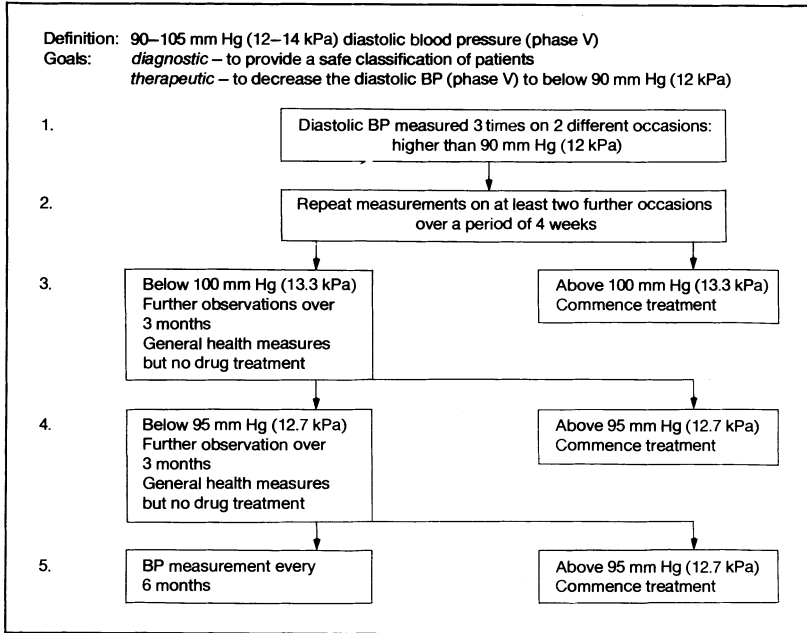 Definition: 90–105 mm Hg (12–14 kPa) diastolic blood pressure (phase V)
Goals: diagnostic – to provide a safe classification of patients
therapeutic – to decrease the diastolic BP (phase V) to below 90 mm Hg (12 kPa)
1.
Diastolic BP measured 3 times on 2 different occasions:
higher than 90 mm Hg (12 kPa)
2.
Repeat measurements on at least two further occasions
over a period of 4 weeks
3.
Below 100 mm Hg (13.3 kPa)
Further observations over
3 months
General health measures
but no drug treatment
Above 100 mm Hg (13.3 kPa)
Commence treatment
4.
Below 95 mm Hg (12.7 kPa)
Further observation over
3 months
General health measures
but no drug treatment
Above 95 mm Hg (12.7 kPa)
Commence treatment
5.
BP measurement every
6 months
Above 95 mm Hg (12.7 kPa)
Commence treatment